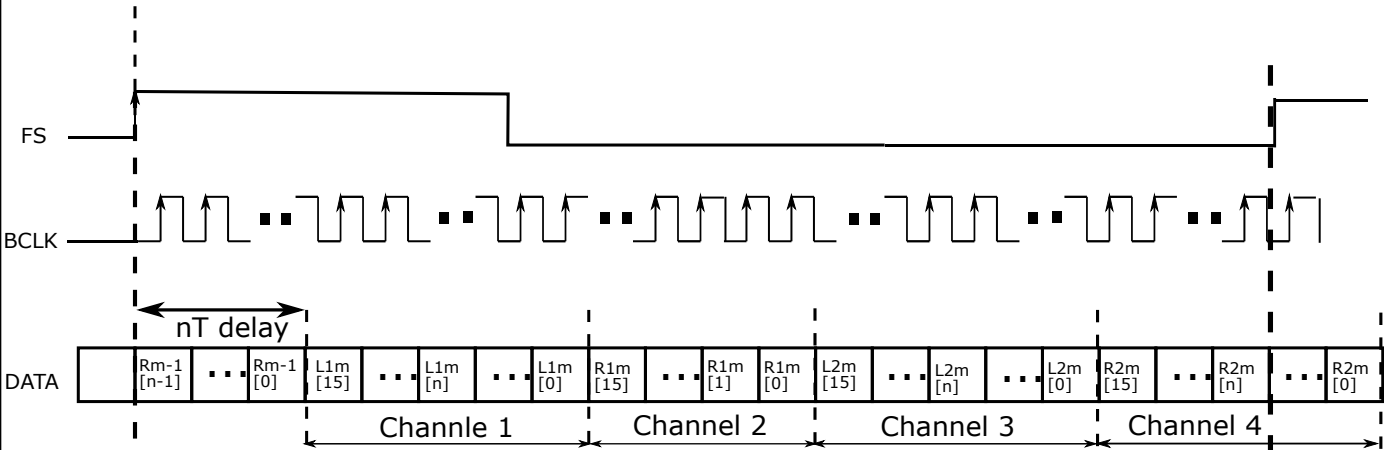 FS
BCLK
nT delay
DATA
Rm-1 [n-1]
Rm-1 [0]
L1m [15]
L1m [n]
L1m [0]
R1m [15]
R1m [1]
R1m [0]
L2m [15]
L2m [n]
L2m [0]
R2m [15]
R2m [n]
R2m [0]
Channle 1
Channel 2
Channel 3
Channel 4